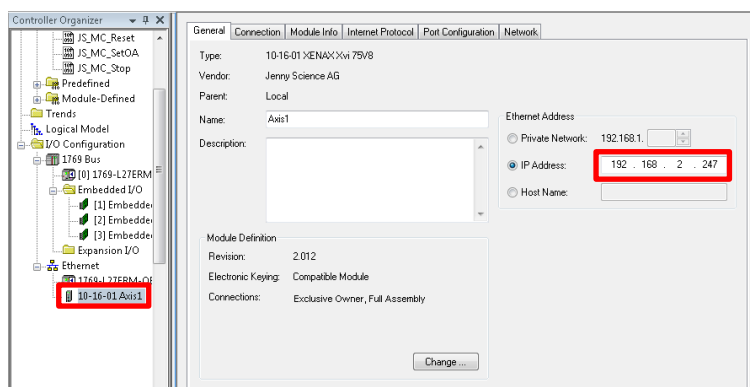 Controller Organizer
JS_MC_Reset
JS_MC_SetOA
JS_MC_Stop
Predefined
Module-Defined
Trends
Logical Model
I/O Configuration
1769 Bus
[0] 1769-L27ERM
Embedded I/O
[1] Embedde
[2] Embedde
[3] Embedde
Expansion I/O
Ethernet
1769-L27ERM-QB
10-16-01 Axis1
General Connection Module Info Internet Protocol Port Configuration Network
Type: 10-16-01 XENAX Xvi 75V8
Vendor: Jenny Science AG
Parent: Local
Name: Axis1
Description:
Ethernet Address
Private Network: 192.168.1.
IP Address: 192 . 168 . 2 . 247
Host Name:
Module Definition
Revision: 2.012
Electronic Keying: Compatible Module
Connections: Exclusive Owner, Full Assembly
Change ...